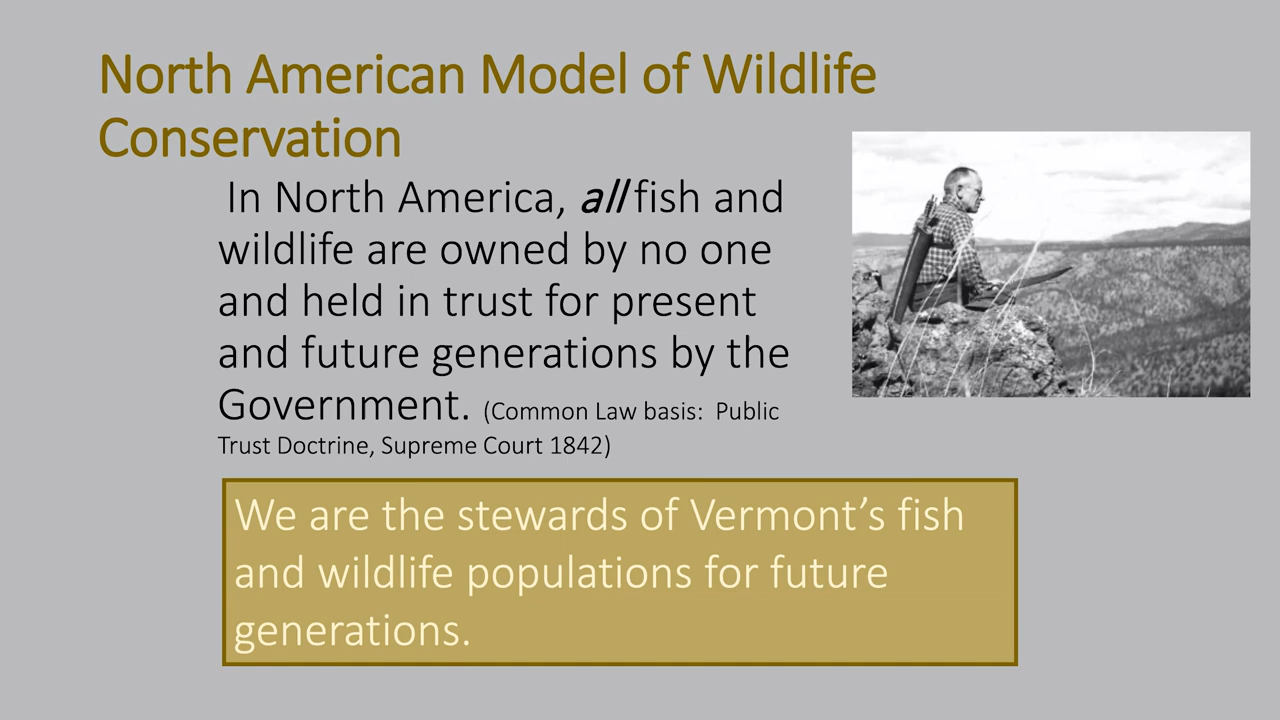 North American Model of Wildlife
Conservation
In North America, all fish and
wildlife are owned by no one
and held in trust for present
and future generations by the
Government. (Common Law basis: Public
Trust Doctrine, Supreme Court 1842)
We are the stewards of Vermont’s fish
and wildlife populations for future
generations.